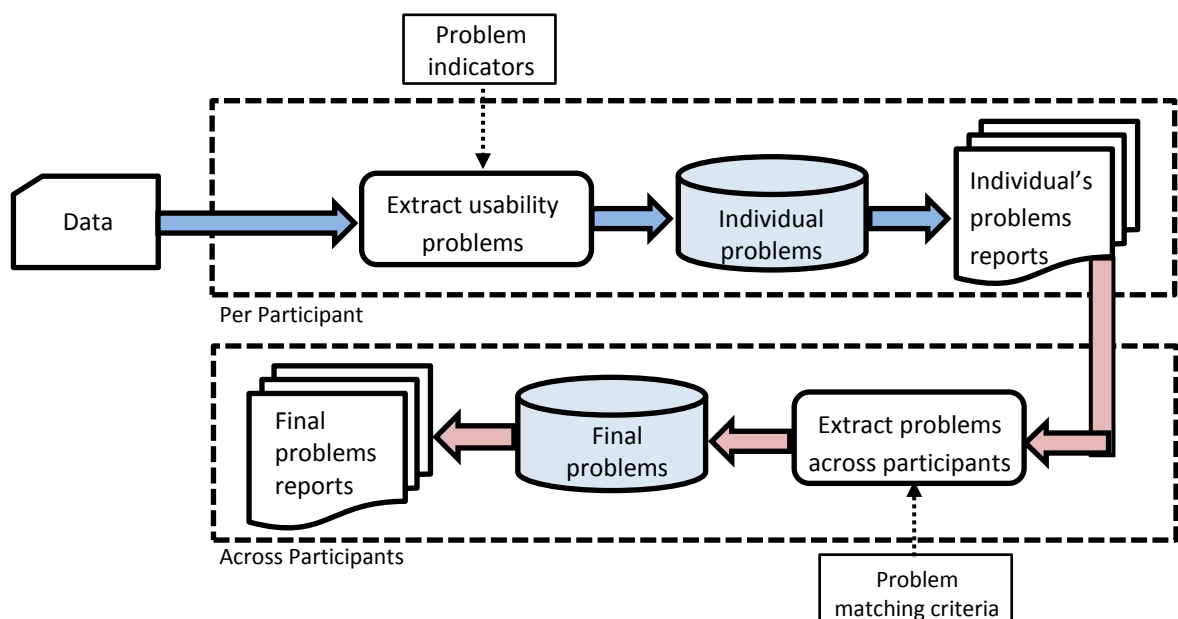 Problem
indicators
Data
Extract usability
problems
Individual
problems
Individual's
problems
reports
Per Participant
Final
problems
reports
Final
problems
Extract problems
across participants
Across Participants
Problem
matching criteria